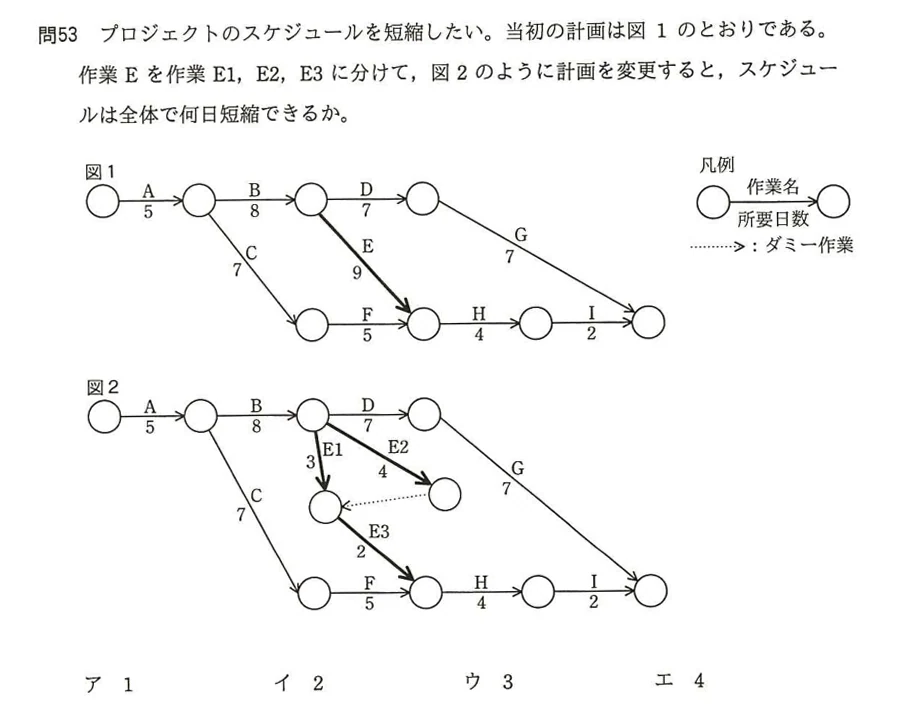 問53　プロジェクトのスケジュールを短縮したい。当初の計画は図 1 のとおりである。
作業 E を作業 E1，E2，E3 に分けて，図 2 のように計画を変更すると，スケジュー
ルは全体で何日短縮できるか。
図1
凡例
作業名
所要日数
：ダミー作業
A
5
B
8
D
7
C
7
E
9
G
7
F
5
H
4
I
2
図2
A
5
B
8
D
7
E1
3
E2
4
C
7
G
7
E3
2
F
5
H
4
I
2
ア　1　イ　2　ウ　3　エ　4